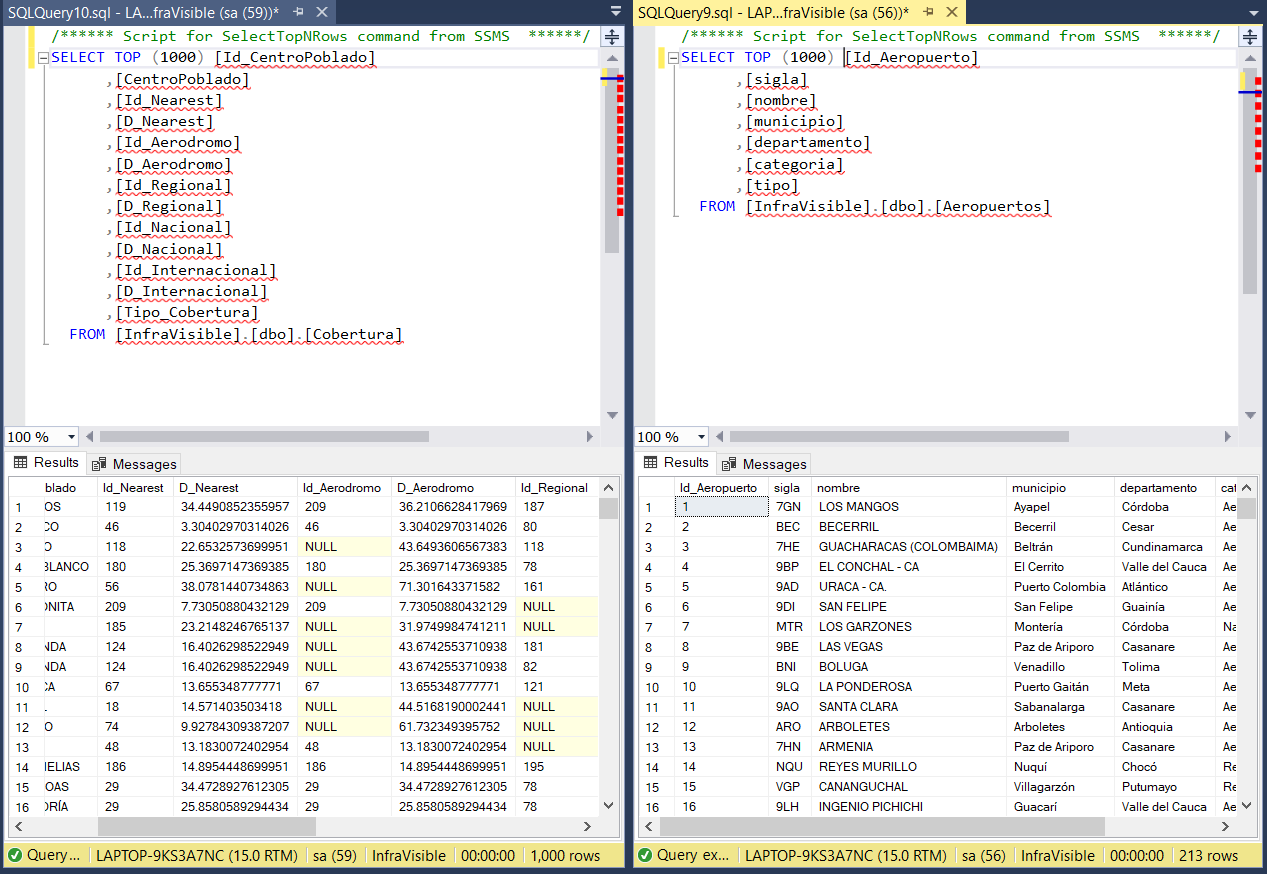 SQLQuery10.sql - LA...fraVisible (sa (59))*
/****** Script for SelectTopNRows command from SSMS ******/
SELECT TOP (1000) [Id_CentroPoblado]
,[CentroPoblado]
,[Id_Nearest]
,[D_Nearest]
,[Id_Aerodromo]
,[D_Aerodromo]
,[Id_Regional]
,[D_Regional]
,[Id_Nacional]
,[D_Nacional]
,[Id_Internacional]
,[D_Internacional]
,[Tipo_Cobertura]
FROM [InfraVisible].[dbo].[Cobertura]
100 %
Results Messages
blado Id_Nearest D_Nearest Id_Aerodromo D_Aerodromo Id_Regional
1 OS 119 34.4490852355957 209 36.2106628417969 187
2 CO 46 3.30402970314026 46 3.30402970314026 80
3 O 118 22.6532573699951 NULL 43.6493606567383 118
4 BLANCO 180 25.3697147369385 180 25.3697147369385 78
5 RO 56 38.0781440734863 NULL 71.301643371582 161
6 ONITA 209 7.73050880432129 209 7.73050880432129 NULL
7 185 23.2148246765137 NULL 31.9749984741211 NULL
8 NDA 124 16.4026298522949 NULL 43.6742553710938 181
9 NDA 124 16.4026298522949 NULL 43.6742553710938 82
10 CA 67 13.655348777771 67 13.655348777771 121
11 18 14.571403503418 NULL 44.5168190002441 NULL
12 O 74 9.92784309387207 NULL 61.732349395752 NULL
13 48 13.1830072402954 48 13.1830072402954 NULL
14 MELIAS 186 14.8954448699951 186 14.8954448699951 195
15 OAS 29 34.4728927612305 29 34.4728927612305 78
16 ORÍA 29 25.8580589294434 29 25.8580589294434 78
Query... LAPTOP-9KS3A7NC (15.0 RTM) sa (59) InfraVisible 00:00:00 1,000 rows
SQLQuery9.sql - LAP...fraVisible (sa (56))*
/****** Script for SelectTopNRows command from SSMS ******/
SELECT TOP (1000) [Id_Aeropuerto]
,[sigla]
,[nombre]
,[municipio]
,[departamento]
,[categoria]
,[tipo]
FROM [InfraVisible].[dbo].[Aeropuertos]
100 %
Results Messages
Id_Aeropuerto sigla nombre municipio departamento cat
1 1 7GN LOS MANGOS Ayapel Córdoba Ae
2 2 BEC BECERRIL Becerril Cesar Ae
3 3 7HE GUACHARACAS (COLOMBAIMA) Beltrán Cundinamarca Ae
4 4 9BP EL CONCHAL - CA El Cerrito Valle del Cauca Ae
5 5 9AD URACA - CA. Puerto Colombia Atlántico Ae
6 6 9DI SAN FELIPE San Felipe Guainía Ae
7 7 MTR LOS GARZONES Montería Córdoba Na
8 8 9BE LAS VEGAS Paz de Ariporo Casanare Ae
9 9 BNI BOLUGA Venadillo Tolima Ae
10 10 9LQ LA PONDEROSA Puerto Gaitán Meta Ae
11 11 9AO SANTA CLARA Sabanalarga Casanare Ae
12 12 ARO ARBOLETES Arboletes Antioquia Ae
13 13 7HN ARMENIA Paz de Ariporo Casanare Ae
14 14 NQU REYES MURILLO Nuquí Chocó Re
15 15 VGP CANANGUCHAL Villagarzón Putumayo Re
16 16 9LH INGENIO PICHICHI Guacarí Valle del Cauca Ae
Query ex... LAPTOP-9KS3A7NC (15.0 RTM) sa (56) InfraVisible 00:00:00 213 rows